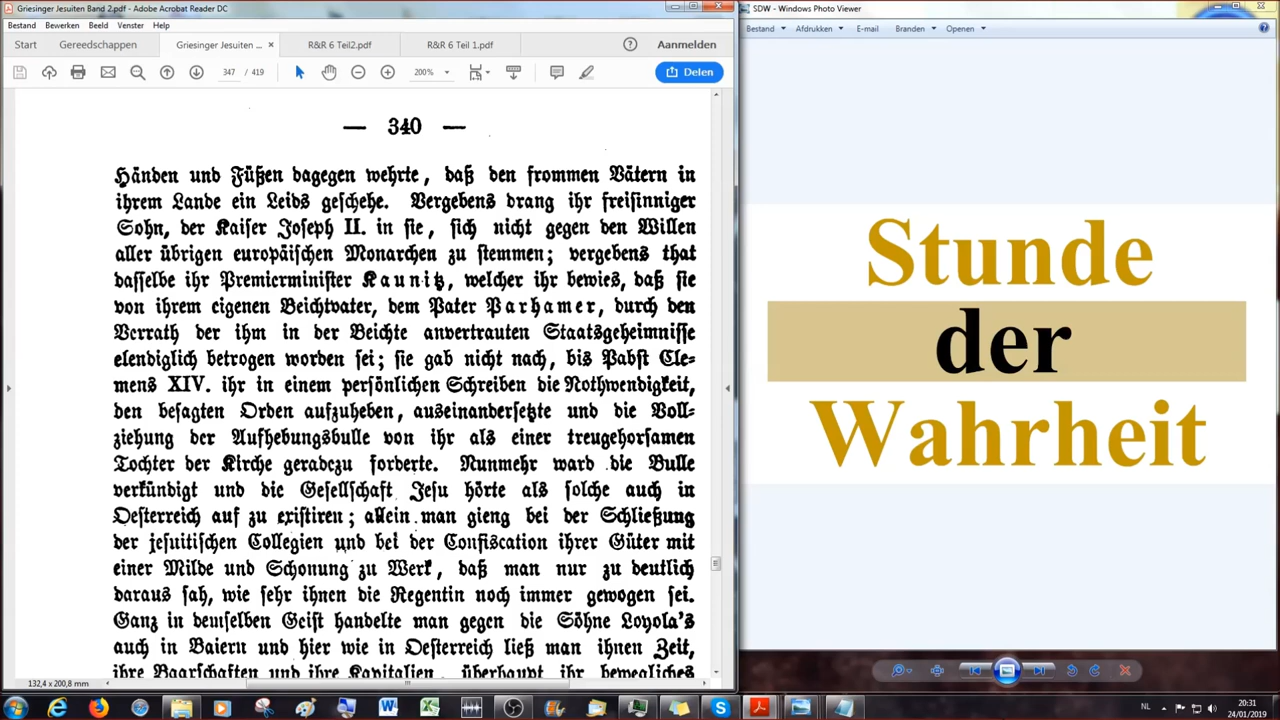 Griesinger Jesuiten Band 2.pdf - Adobe Acrobat Reader DC
Bestand Bewerken Beeld Vensters Help
Start Gereedschappen Griesinger Jesuiten ... × R&R 6 Teil2.pdf R&R 6 Teil 1.pdf ? Aanmelden
347 / 419 200% Delen
— 340 —
Händen und Füßen dagegen wehrte, daß den frommen Vätern in
ihrem Lande ein Leids geschehe. Vergebens drang ihr freisinniger
Sohn, der Kaiser Joseph II. in sie, sich nicht gegen den Willen
aller übrigen europäischen Monarchen zu stemmen; vergebens that
dasselbe ihr Premierminister Kaunitz, welcher ihr bewies, daß sie
von ihrem eigenen Beichtvater, dem Pater Parhamer, durch den
Verrath der ihm in der Beichte anvertrauten Staatsgeheimnisse
elendiglich betrogen worden sei; sie gab nicht nach, bis Pabst Cle-
mens XIV. ihr in einem persönlichen Schreiben die Nothwendigkeit,
den besagten Orden aufzuheben, auseinandersetzte und die Voll-
ziehung der Aufhebungsbulle von ihr als einer treugehorsamen
Tochter der Kirche geradezu forderte. Nunmehr ward die Bulle
verkündigt und die Gesellschaft Jesu hörte als solche auch in
Oesterreich auf zu existiren; allein man gieng bei der Schließung
der jesuitischen Collegien und bei der Confiscation ihrer Güter mit
einer Milde und Schonung zu Werk, daß man nur zu deutlich
daraus sah, wie sehr ihnen die Regentin noch immer gewogen sei.
Ganz in demselben Geist handelte man gegen die Söhne Loyola's
auch in Baiern und hier wie in Oesterreich ließ man ihnen Zeit,
ihre Baarschaften und ihre Kapitalien, überhaupt ihr bewegliches
132,4 x 200,8 mm
SDW - Windows Photo Viewer
Bestand Afdrukken E-mail Branden Openen
Stunde
der
Wahrheit
NL 20:31
24/01/2019